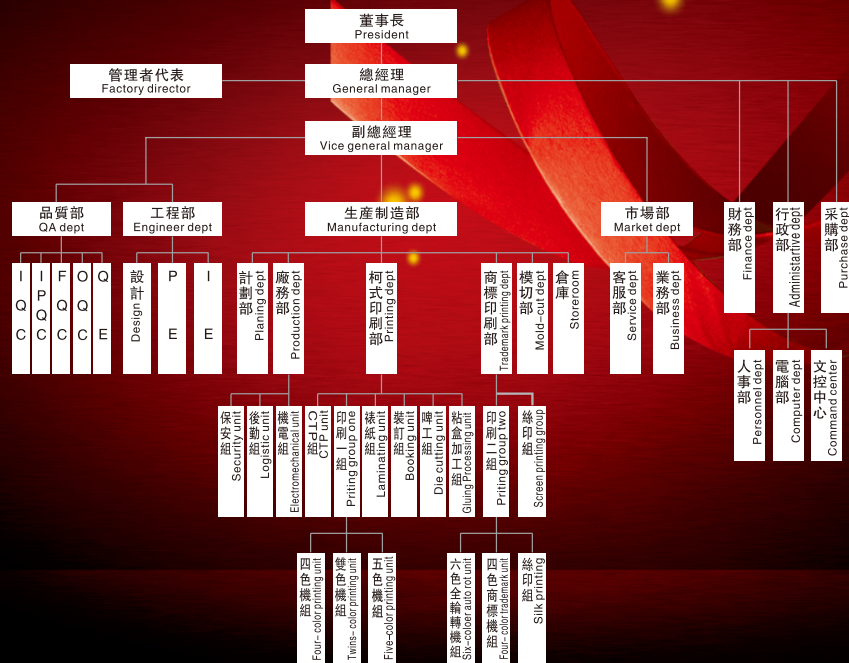 董事長
President
管理者代表
Factory director
總經理
General manager
副總經理
Vice general manager
品質部
QA dept
工程部
Engineer dept
生産制造部
Manufacturing dept
市場部
Market dept
財務部
Finance dept
行政部
Administartive dept
采購部
Purchase dept
IQC
IPQC
FQC
OQC
QE
設計
Design
PE
IE
計劃部
Planing dept
廠務部
Production dept
柯式印刷部
Printing dept
商標印刷部
Trademark printing dept
模切部
Mold-cut dept
倉庫
Storeroom
客服部
Service dept
業務部
Business dept
人事部
Personnel dept
電腦部
Computer dept
文控中心
Command center
保安組
Security unit
後勤組
Logistic unit
機電組
Electromechanical unit
CTP組
CTP unit
印刷一組
Priting group one
裱紙組
Laminating unit
裝訂組
Booking unit
啤工組
Die cutting unit
粘盒加工組
Gluing Processing unit
印刷二組
Priting group two
絲印組
Screen printing group
四色機組
Four- color printing unit
雙色機組
Twins- color printing unit
五色機組
Five-color printing unit
六色全輪轉機組
Six-coloer auto rot unit
四色商標機組
Four-color trademark unit
絲印組
Silk printing